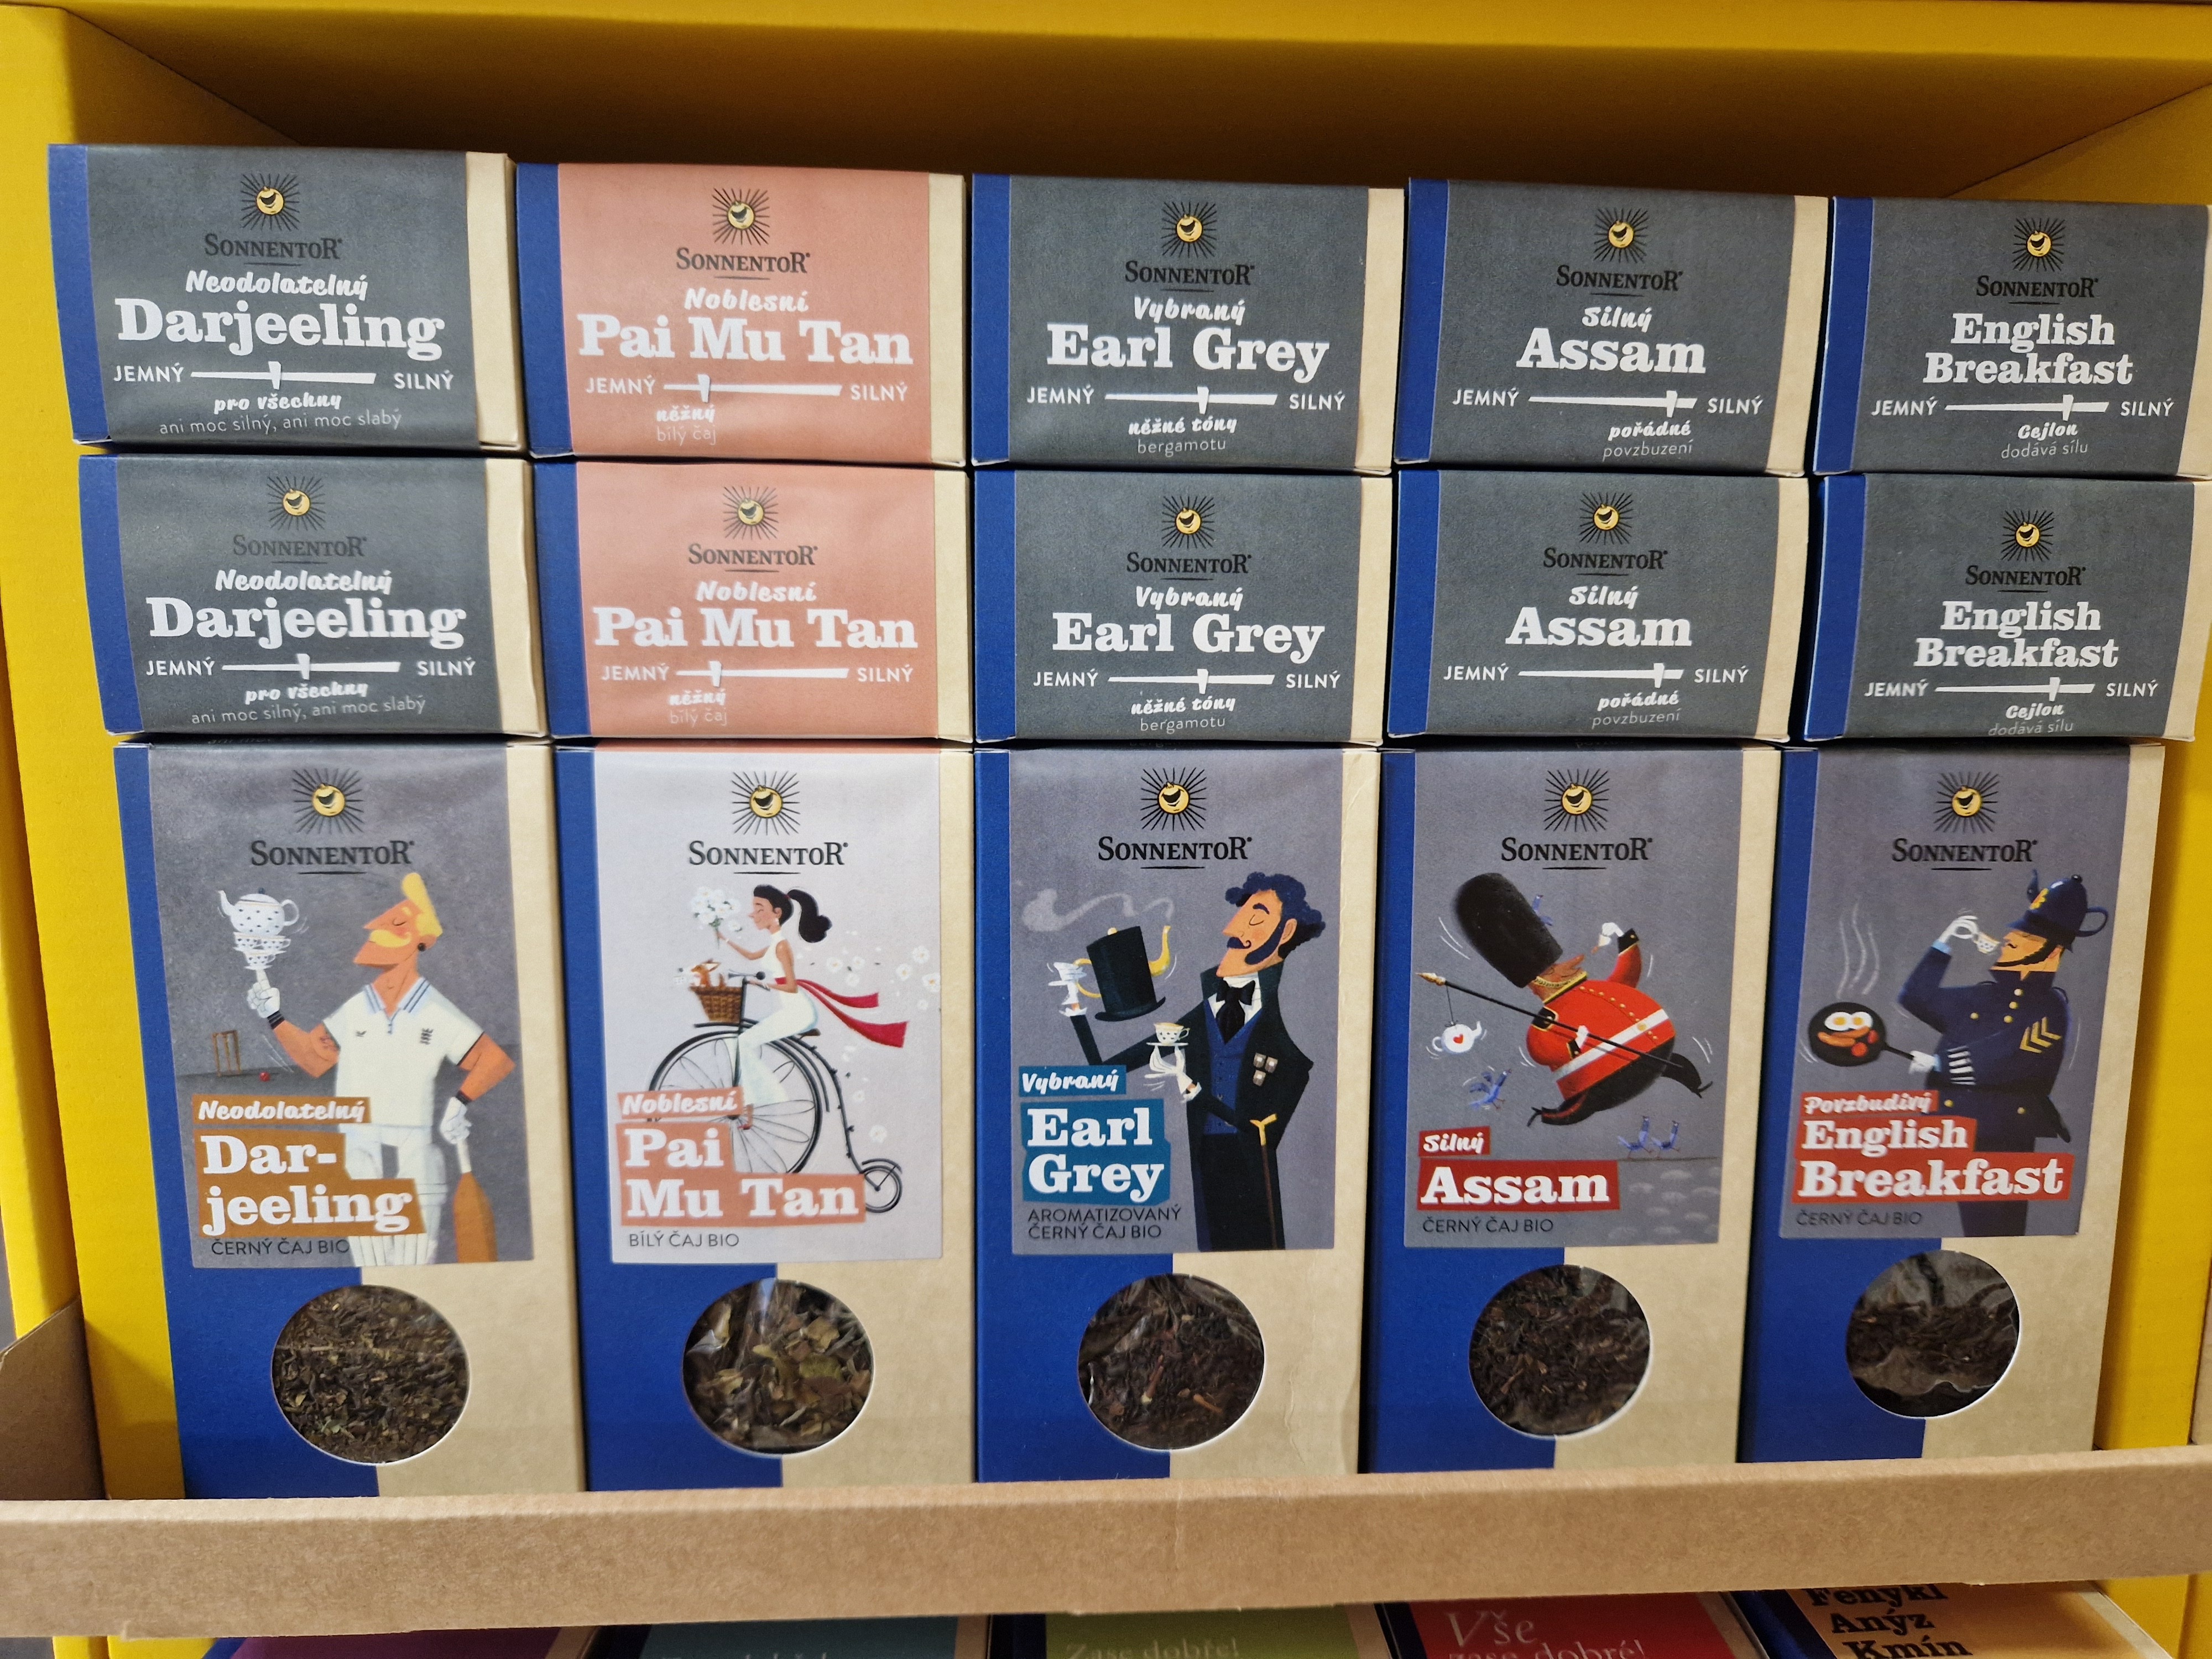 SONNENTOR
Neodolatelný
Darjeeling
JEMNÝ SILNÝ
pro všechny
ani moc silný, ani moc slabý
SONNENTOR
Noblesní
Pai Mu Tan
JEMNÝ SILNÝ
něžný
bílý čaj
SONNENTOR
Vybraný
Earl Grey
JEMNÝ SILNÝ
něžné tóny
bergamotu
SONNENTOR
Silný
Assam
JEMNÝ SILNÝ
pořádné
povzbuzení
SONNENTOR
English
Breakfast
JEMNÝ SILNÝ
Cejlon
dodává sílu
SONNENTOR
Neodolatelný
Darjeeling
JEMNÝ SILNÝ
pro všechny
ani moc silný, ani moc slabý
SONNENTOR
Noblesní
Pai Mu Tan
JEMNÝ SILNÝ
něžný
bílý čaj
SONNENTOR
Vybraný
Earl Grey
JEMNÝ SILNÝ
něžné tóny
bergamotu
SONNENTOR
Silný
Assam
JEMNÝ SILNÝ
pořádné
povzbuzení
SONNENTOR
English
Breakfast
JEMNÝ SILNÝ
Cejlon
dodává sílu
SONNENTOR
Neodolatelný
Dar-
jeeling
ČERNÝ ČAJ BIO
SONNENTOR
Noblesní
Pai
Mu Tan
BÍLÝ ČAJ BIO
SONNENTOR
Vybraný
Earl
Grey
AROMATIZOVANÝ
ČERNÝ ČAJ BIO
SONNENTOR
Silný
Assam
ČERNÝ ČAJ BIO
SONNENTOR
Povzbudivý
English
Breakfast
ČERNÝ ČAJ BIO
Zase dobře!
Vše
zase dobré!
Fenykl
Anýz
Kmín